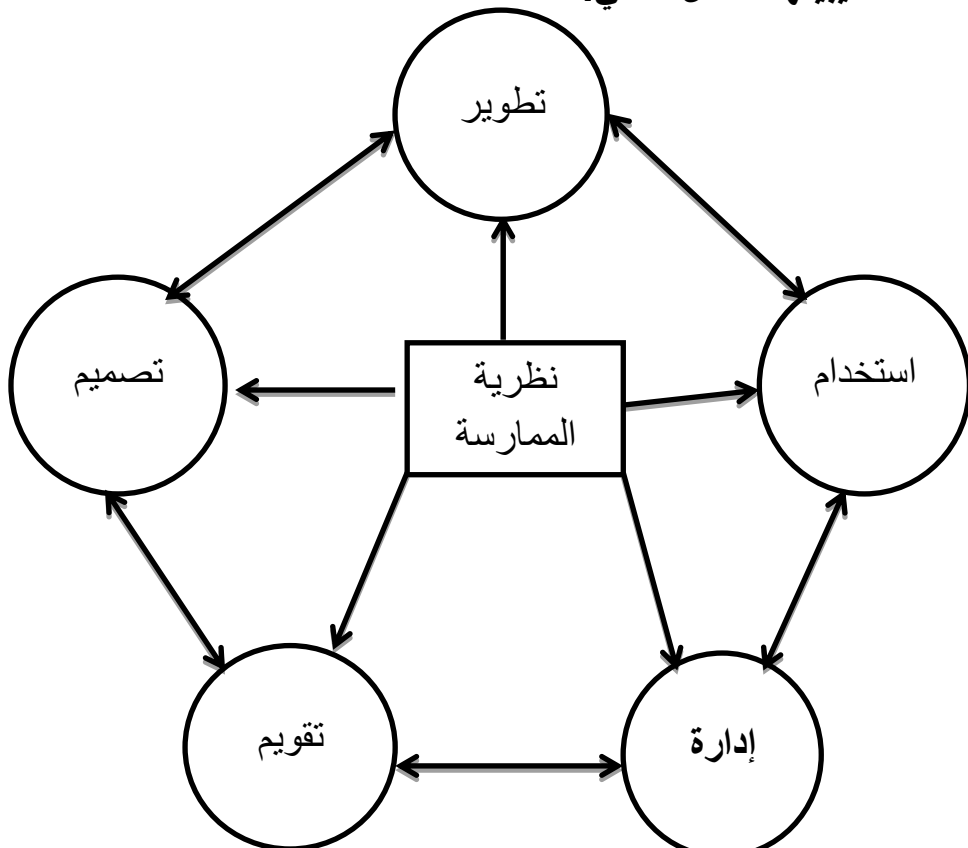 تطوير
تصميم
نظرية
الممارسة
استخدام
تقويم
إدارة